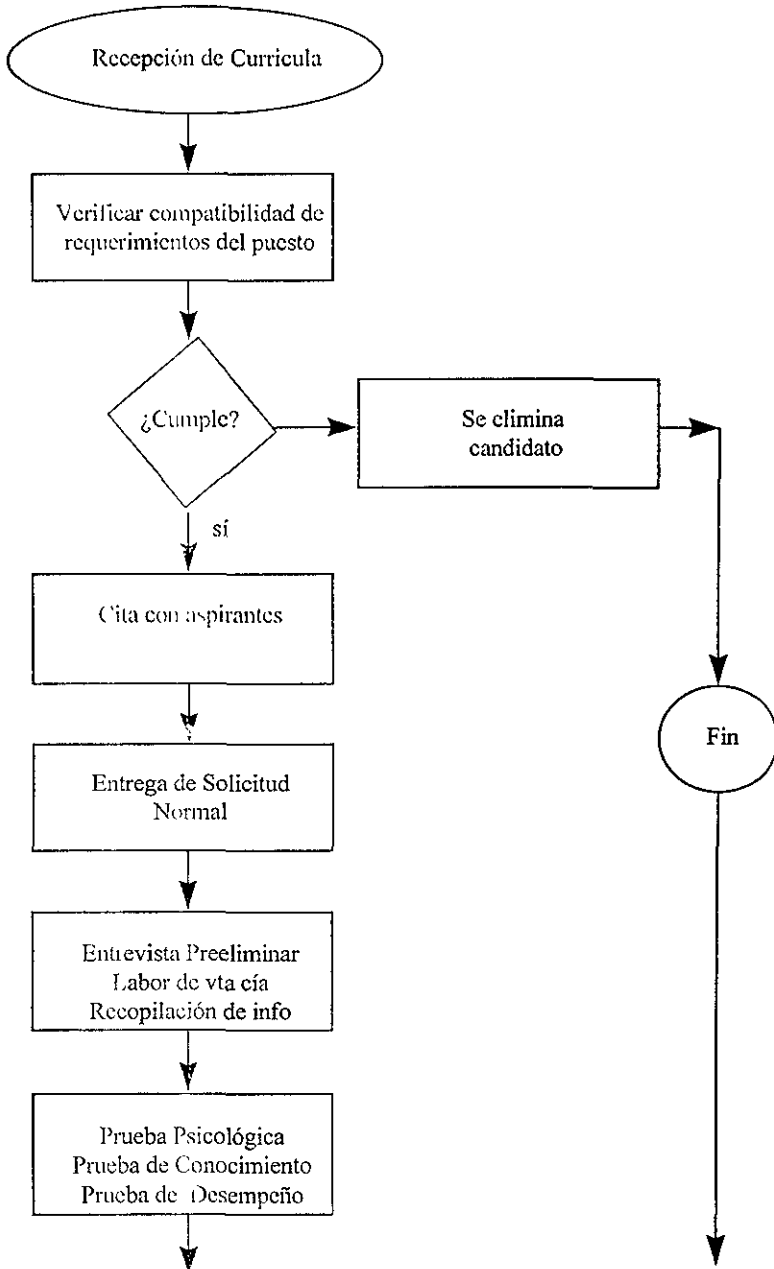 Recepción de Curricula
Verificar compatibilidad de
requerimientos del puesto
¿Cumple?
Se elimina
candidato
sí
Cita con aspirantes
Entrega de Solicitud
Normal
Fin
Entrevista Preeliminar
Labor de vta cía
Recopilación de info
Prueba Psicológica
Prueba de Conocimiento
Prueba de Desempeño